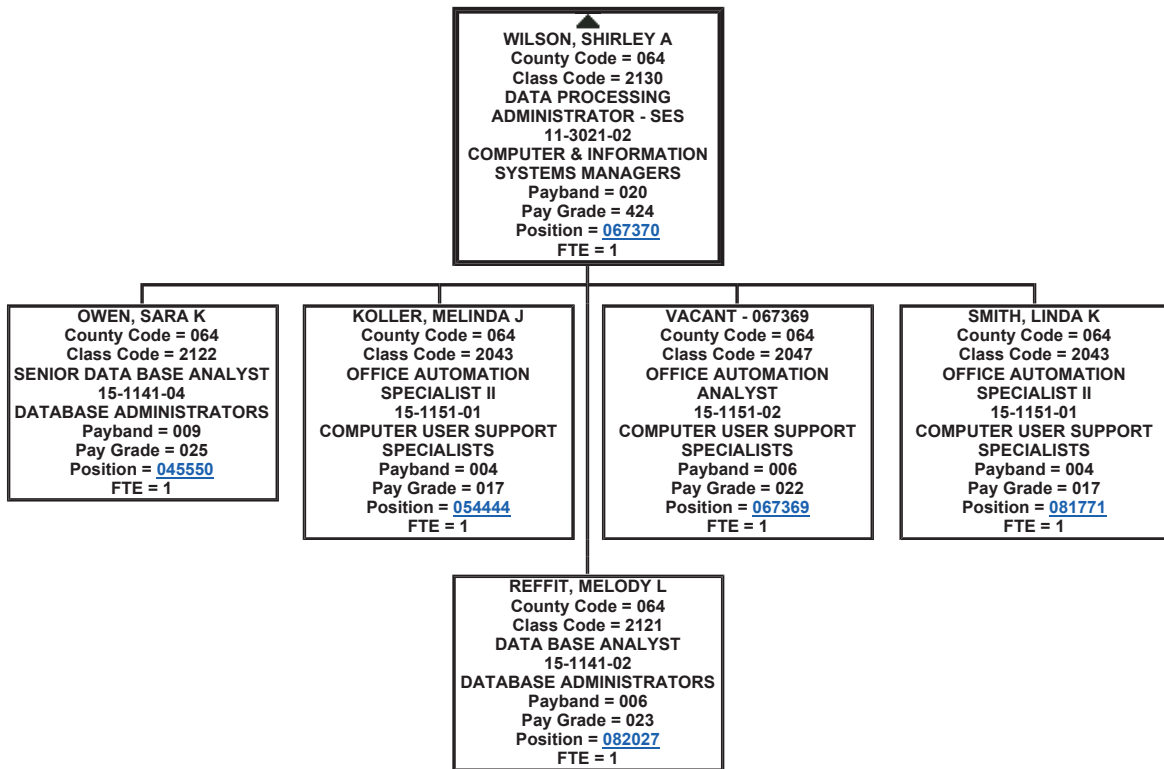 WILSON, SHIRLEY A
County Code = 064
Class Code = 2130
DATA PROCESSING
ADMINISTRATOR - SES
11-3021-02
COMPUTER & INFORMATION
SYSTEMS MANAGERS
Payband = 020
Pay Grade = 424
Position = 067370
FTE = 1
OWEN, SARA K
County Code = 064
Class Code = 2122
SENIOR DATA BASE ANALYST
15-1141-04
DATABASE ADMINISTRATORS
Payband = 009
Pay Grade = 025
Position = 045550
FTE = 1
KOLLER, MELINDA J
County Code = 064
Class Code = 2043
OFFICE AUTOMATION
SPECIALIST II
15-1151-01
COMPUTER USER SUPPORT
SPECIALISTS
Payband = 004
Pay Grade = 017
Position = 054444
FTE = 1
VACANT - 067369
County Code = 064
Class Code = 2047
OFFICE AUTOMATION
ANALYST
15-1151-02
COMPUTER USER SUPPORT
SPECIALISTS
Payband = 006
Pay Grade = 022
Position = 067369
FTE = 1
SMITH, LINDA K
County Code = 064
Class Code = 2043
OFFICE AUTOMATION
SPECIALIST II
15-1151-01
COMPUTER USER SUPPORT
SPECIALISTS
Payband = 004
Pay Grade = 017
Position = 081771
FTE = 1
REFFIT, MELODY L
County Code = 064
Class Code = 2121
DATA BASE ANALYST
15-1141-02
DATABASE ADMINISTRATORS
Payband = 006
Pay Grade = 023
Position = 082027
FTE = 1